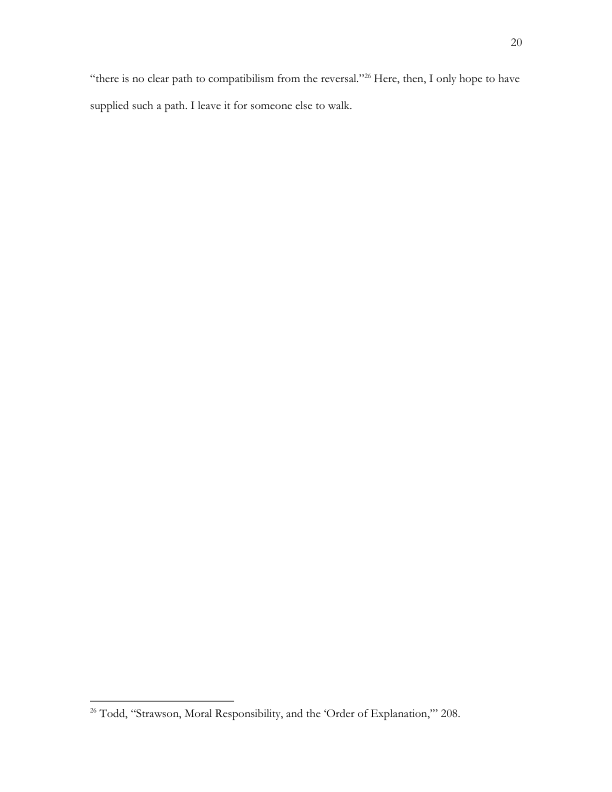 20
“there is no clear path to compatibilism from the reversal.”26 Here, then, I only hope to have
supplied such a path. I leave it for someone else to walk.
26 Todd, “Strawson, Moral Responsibility, and the ‘Order of Explanation,’” 208.